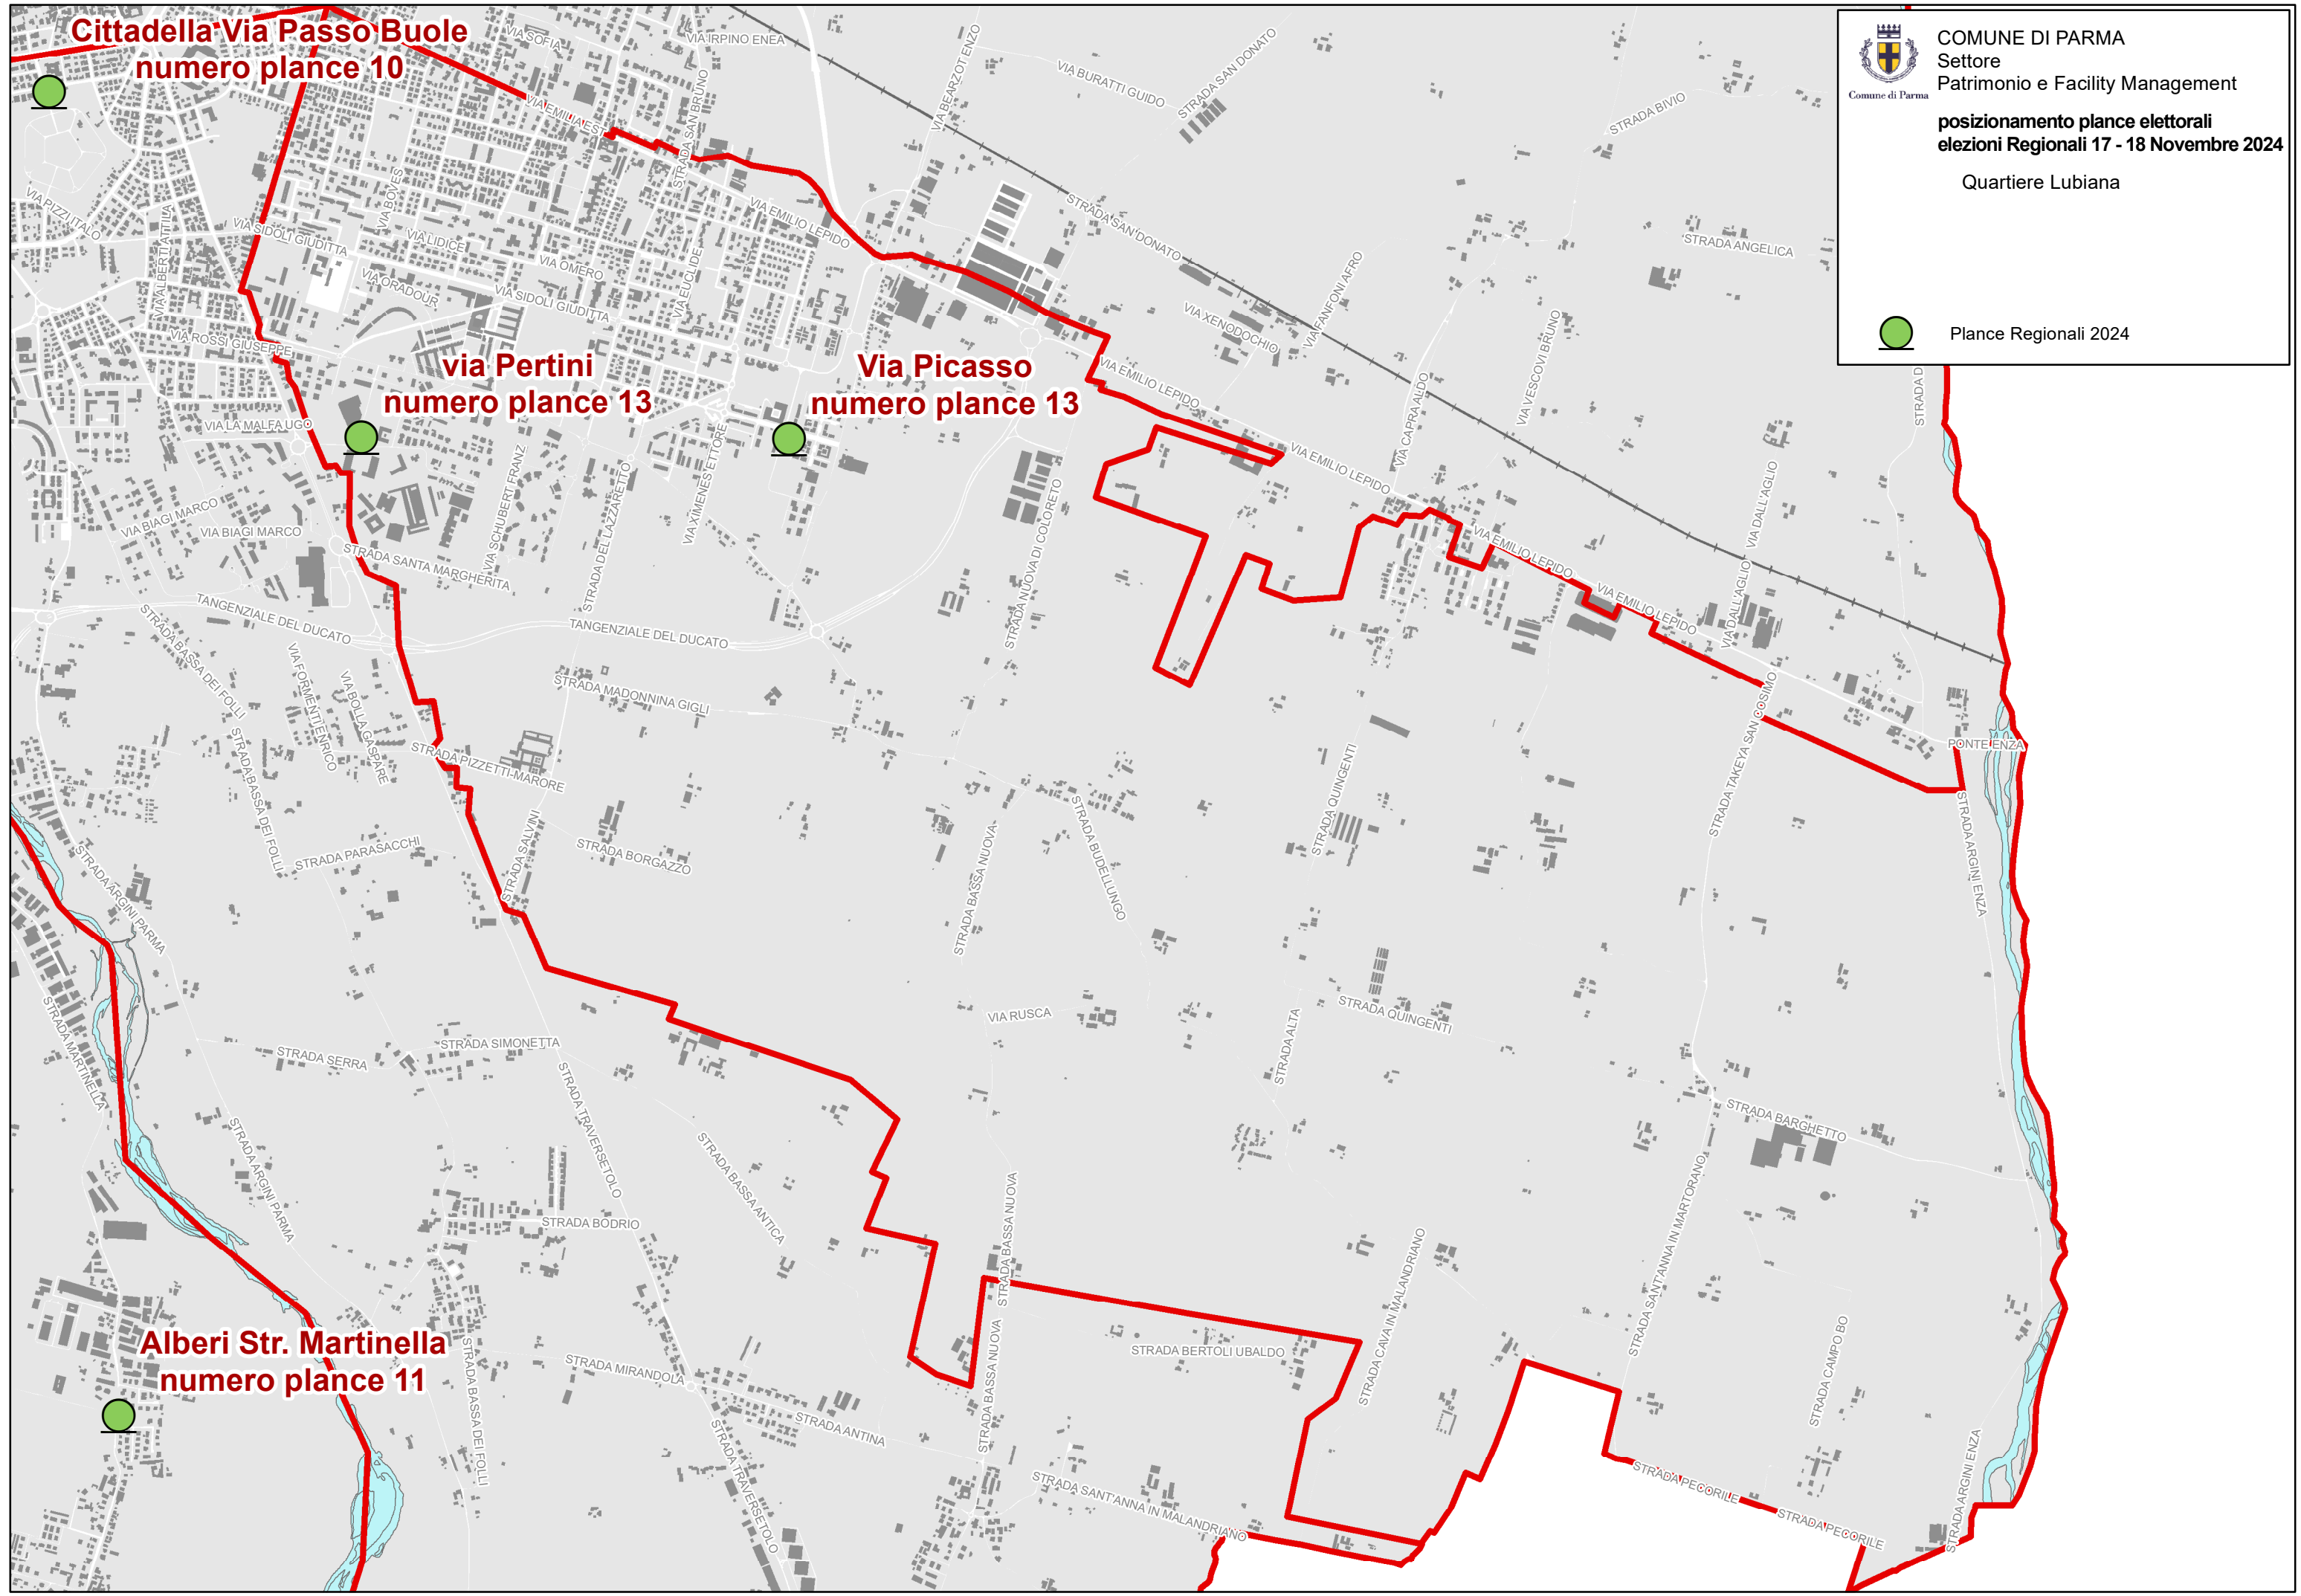 Cittadella Via Passo Buole
numero plance 10
COMUNE DI PARMA
Settore
Patrimonio e Facility Management
Comune di Parma
posizionamento plance elettorali
elezioni Regionali 17 - 18 Novembre 2024
Quartiere Lubiana
Plance Regionali 2024
VIA SOFIA
VIA IRPINO ENEA
VIA BEARZOT ENZO
VIA BURATTI GUIDO
STRADA SAN DONATO
STRADA BIVIO
VIA EMILIA EST
STRADA SAN BRUNO
VIA PIZZI ITALO
VIA ALBERTI ATTILA
VIA SIDOLI GIUDITTA
VIA BOVES
VIA LIDICE
VIA ORADOUR
VIA OMERO
VIA SIDOLI GIUDITTA
VIA EUCLIDE
VIA EMILIO LEPIDO
STRADA SAN DONATO
STRADA ANGELICA
VIA XENODOCHIO
VIA FANFONI AFRO
VIA VESCOVI BRUNO
VIA CAPRA ALDO
STRADA D
VIA ROSSI GIUSEPPE
via Pertini
numero plance 13
Via Picasso
numero plance 13
VIA EMILIO LEPIDO
VIA LA MALFA UGO
VIA EMILIO LEPIDO
VIA BIAGI MARCO
VIA BIAGI MARCO
VIA SCHUBERT FRANZ
STRADA DEL LAZZARETTO
VIA XIMENES ETTORE
STRADA NUOVA DI COLORETO
STRADA SANTA MARGHERITA
VIA EMILIO LEPIDO
VIA DALL'AGLIO
VIA DALL'AGLIO
VIA EMILIO LEPIDO
TANGENZIALE DEL DUCATO
TANGENZIALE DEL DUCATO
STRADA BASSA DEI FOLLI
VIA FORMENTI ENRICO
VIA BOLLA GASPARE
STRADA MADONNINA GIGLI
STRADA BASSA DEI FOLLI
STRADA PIZZETTI-MARORE
STRADA TAKEYA SAN COSIMO
PONTE ENZA
STRADA QUINGENTI
STRADA BUDELLUNGO
STRADA BASSA NUOVA
STRADA ARGINI ENZA
STRADA PARASACCHI
STRADA SALVINI
STRADA BORGAZZO
STRADA ARGINI PARMA
STRADA MARTINELLA
VIA RUSCA
STRADA QUINGENTI
STRADA ALTA
STRADA SERRA
STRADA SIMONETTA
STRADA TRAVERSETOLO
STRADA BASSA ANTICA
STRADA ARGINI PARMA
STRADA BARGHETTO
STRADA SANT'ANNA IN MARTORANO
STRADA BODRIO
STRADA BASSA NUOVA
STRADA CAVA IN MALANDRIANO
STRADA CAMPO BO
Alberi Str. Martinella
numero plance 11
STRADA BASSA DEI FOLLI
STRADA MIRANDOLA
STRADA BERTOLI UBALDO
STRADA BASSA NUOVA
STRADA ANTINA
STRADA TRAVERSETOLO
STRADA SANT'ANNA IN MALANDRIANO
STRADA PECORILE
STRADA PECORILE
STRADA ARGINI ENZA